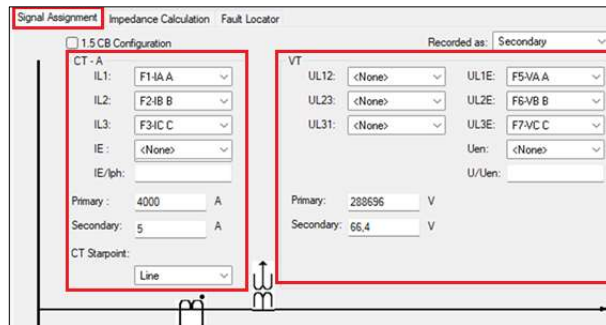 Signal Assignment Impedance Calculation Fault Locator
1.5 CB Configuration Recorded as: Secondary
CT - A VT
IL1: F1-IA A UL12: <None> UL1E: F5-VA A
IL2: F2-IB B UL23: <None> UL2E: F6-VB B
IL3: F3-IC C UL31: <None> UL3E: F7-VC C
IE : <None> Uen: <None>
IE/Iph: U/Uen:
Primary : 4000 A Primary: 288696 V
Secondary: 5 A Secondary: 66,4 V
CT Starpoint:
Line